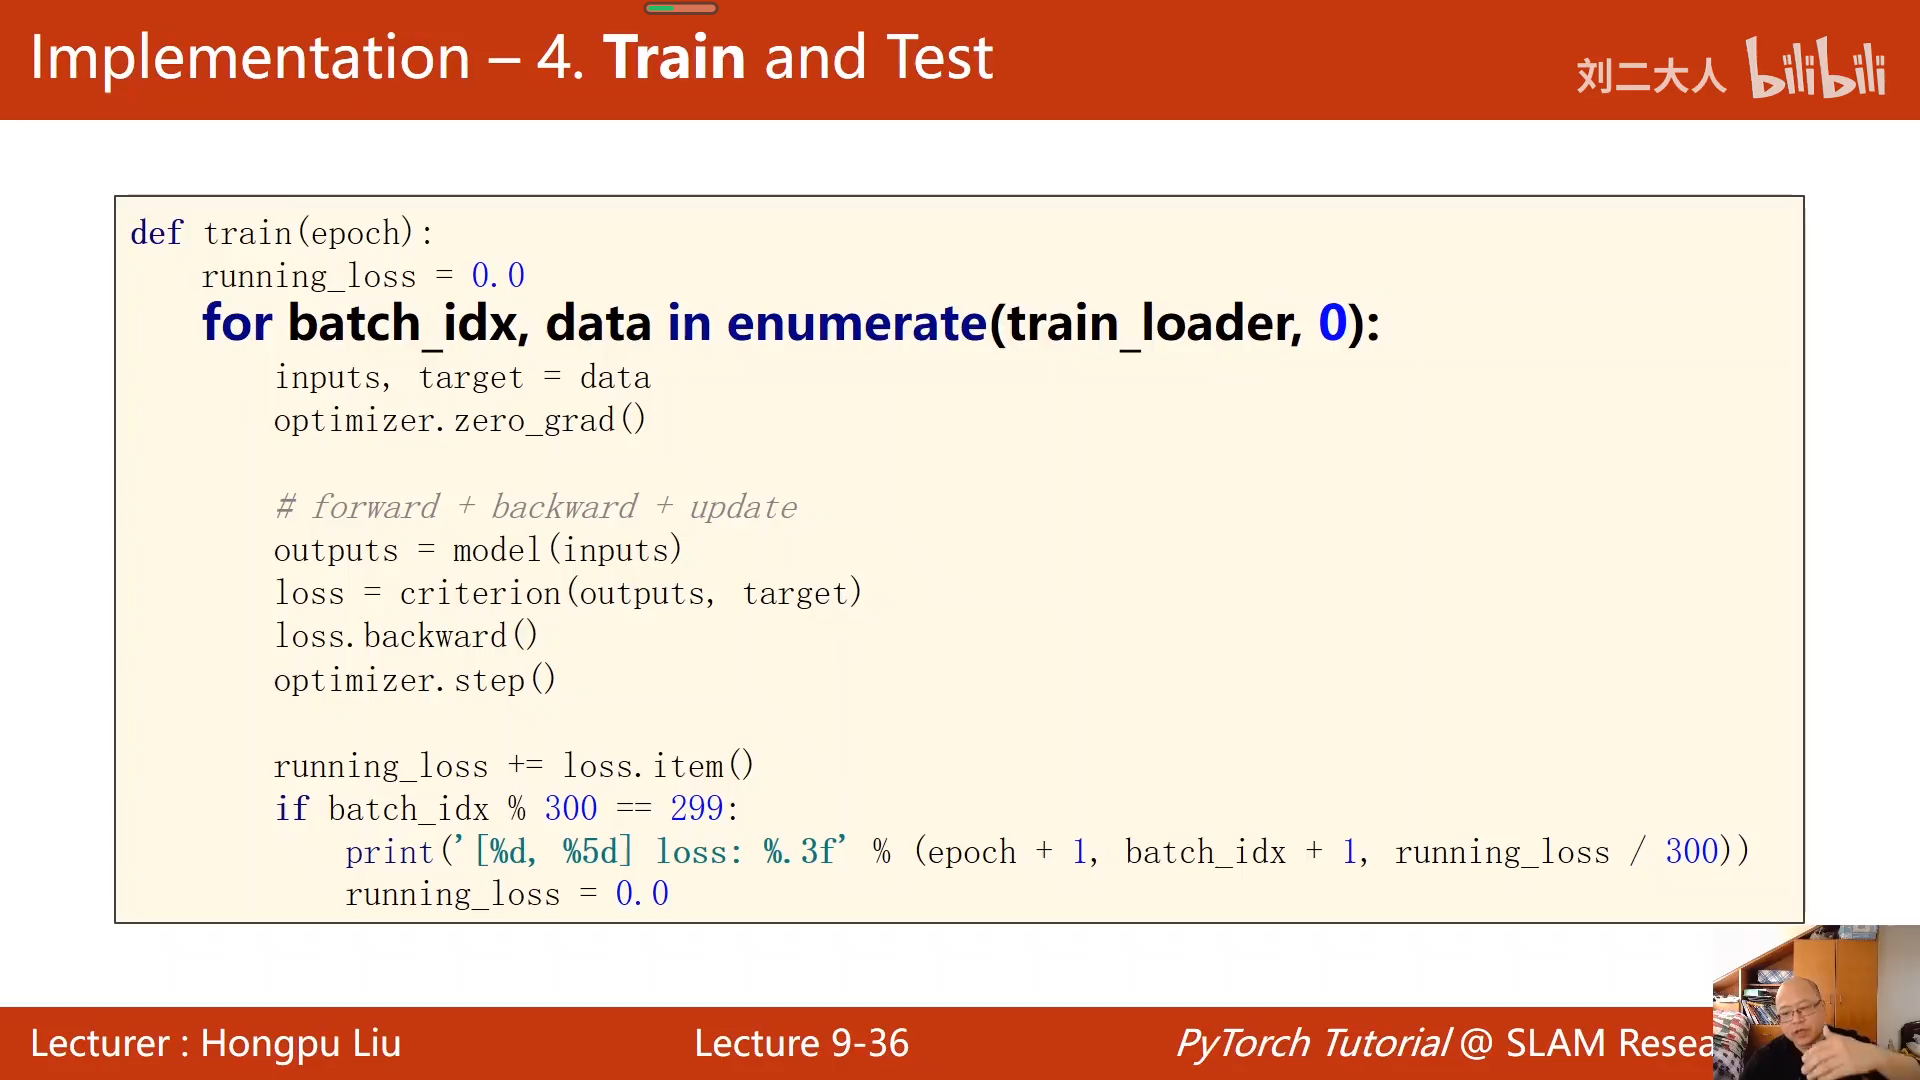 Implementation – 4. Train and Test
刘二大人 bilibili
def train(epoch):
    running_loss = 0.0
    for batch_idx, data in enumerate(train_loader, 0):
        inputs, target = data
        optimizer.zero_grad()
        # forward + backward + update
        outputs = model(inputs)
        loss = criterion(outputs, target)
        loss.backward()
        optimizer.step()
        running_loss += loss.item()
        if batch_idx % 300 == 299:
            print('[%d, %5d] loss: %.3f' % (epoch + 1, batch_idx + 1, running_loss / 300))
            running_loss = 0.0
Lecturer : Hongpu Liu
Lecture 9-36
PyTorch Tutorial @ SLAM Resea